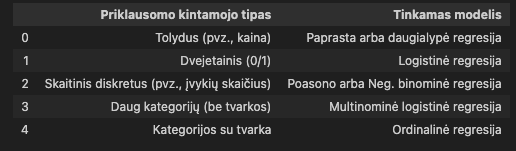 Priklausomo kintamojo tipas Tinkamas modelis
0 Tolydus (pvz., kaina) Paprasta arba daugialypė regresija
1 Dvejetainis (0/1) Logistinė regresija
2 Skaitinis diskretus (pvz., įvykių skaičius) Poasono arba Neg. binominė regresija
3 Daug kategorijų (be tvarkos) Multinominė logistinė regresija
4 Kategorijos su tvarka Ordinalinė regresija